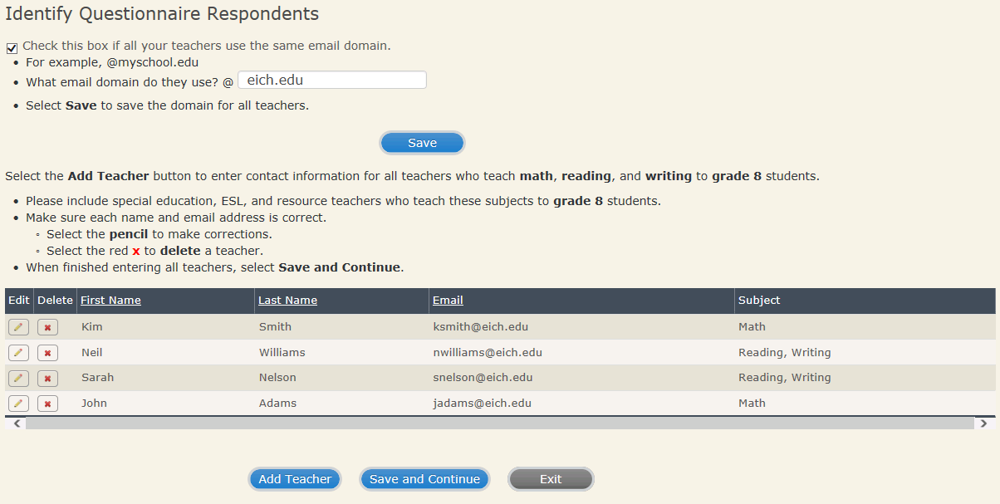 Identify Questionnaire Respondents
Check this box if all your teachers use the same email domain.
• For example, @myschool.edu
• What email domain do they use? @ eich.edu
• Select Save to save the domain for all teachers.
Save
Select the Add Teacher button to enter contact information for all teachers who teach math, reading, and writing to grade 8 students.
• Please include special education, ESL, and resource teachers who teach these subjects to grade 8 students.
• Make sure each name and email address is correct.
◦ Select the pencil to make corrections.
◦ Select the red x to delete a teacher.
• When finished entering all teachers, select Save and Continue.
Edit Delete First Name Last Name Email Subject
Kim Smith ksmith@eich.edu Math
Neil Williams nwilliams@eich.edu Reading, Writing
Sarah Nelson snelson@eich.edu Reading, Writing
John Adams jadams@eich.edu Math
Add Teacher Save and Continue Exit